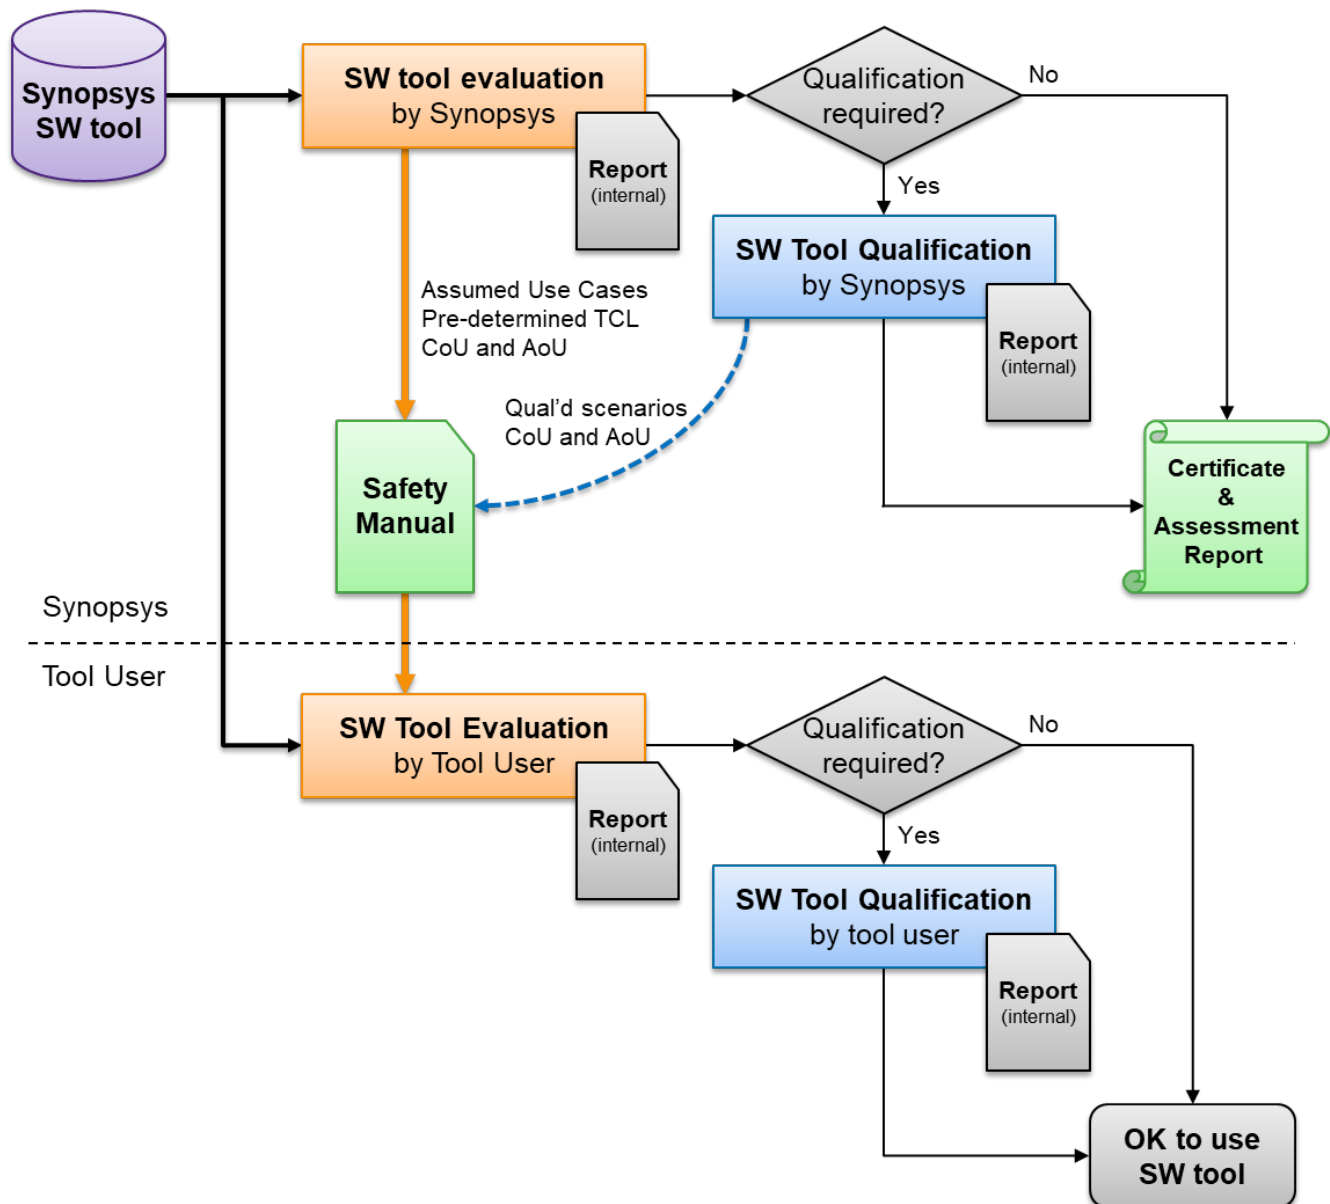 Synopsys
SW tool
SW tool evaluation
by Synopsys
Report
(internal)
Qualification
required?
No
Yes
SW Tool Qualification
by Synopsys
Report
(internal)
Assumed Use Cases
Pre-determined TCL
CoU and AoU
Qual’d scenarios
CoU and AoU
Safety
Manual
Certificate
&
Assessment
Report
Synopsys
Tool User
SW Tool Evaluation
by Tool User
Report
(internal)
Qualification
required?
No
Yes
SW Tool Qualification
by tool user
Report
(internal)
OK to use
SW tool